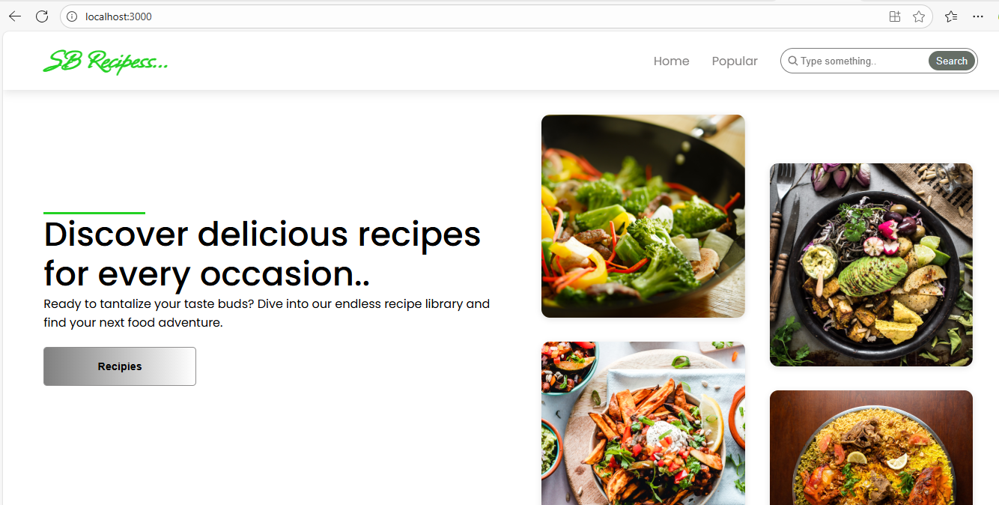 localhost:3000
SB Recipess...
Home Popular Type something.. Search
Discover delicious recipes
for every occasion..
Ready to tantalize your taste buds? Dive into our endless recipe library and
find your next food adventure.
Recipies